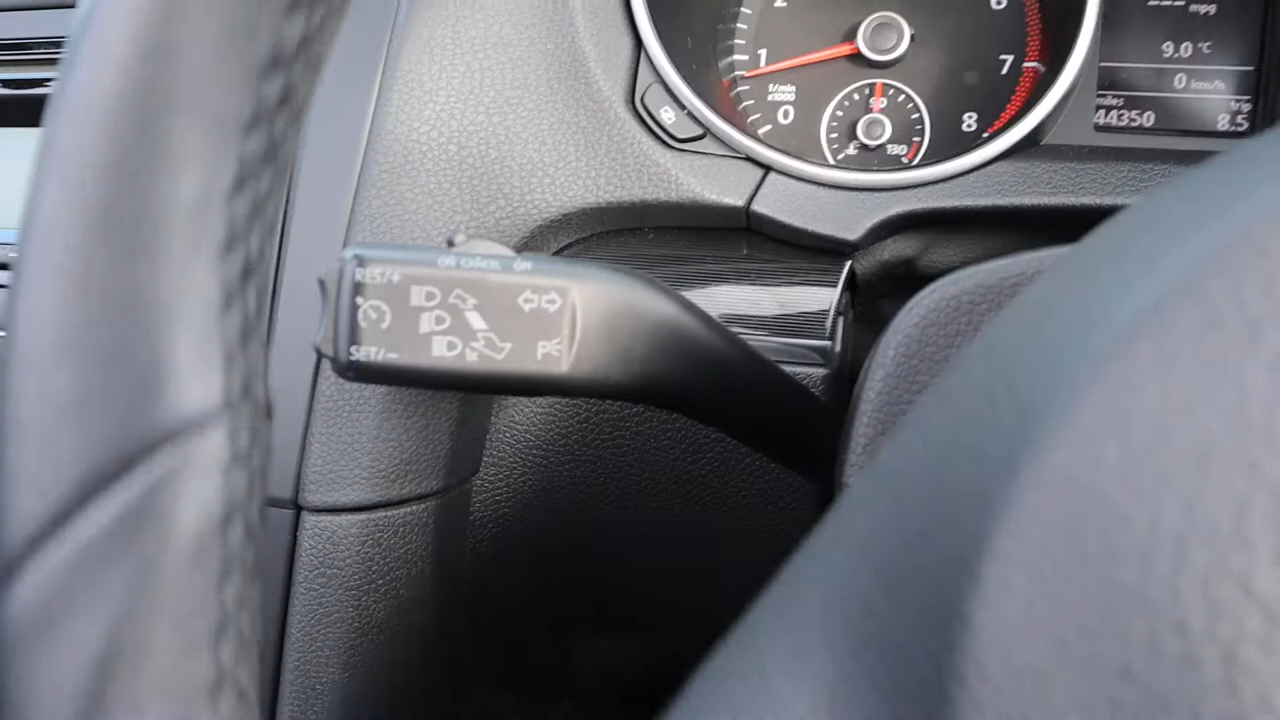 2
6
1
7
1/min
x1000
0
8
90
130
--- mpg
9.0 °C
0 km/h
miles trip
44350 8.5
ON CANCEL OFF
RES/+
SET/−
P